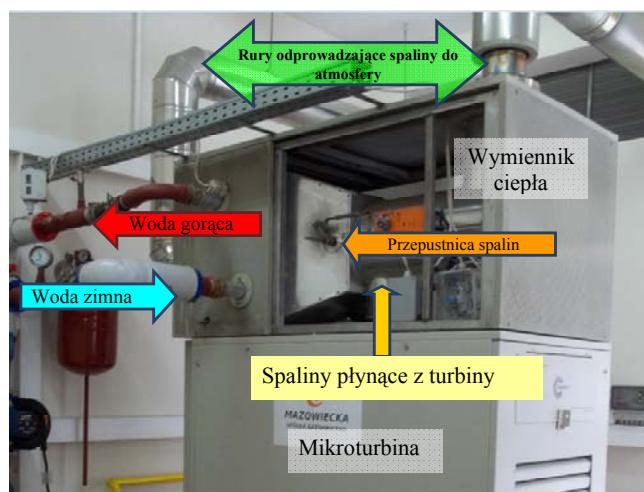 Rury odprowadzające spaliny do
atmosfery
Wymiennik
ciepła
Woda gorąca
Przepustnica spalin
Woda zimna
Spaliny płynące z turbiny
MAZOWIECKA
Mikroturbina